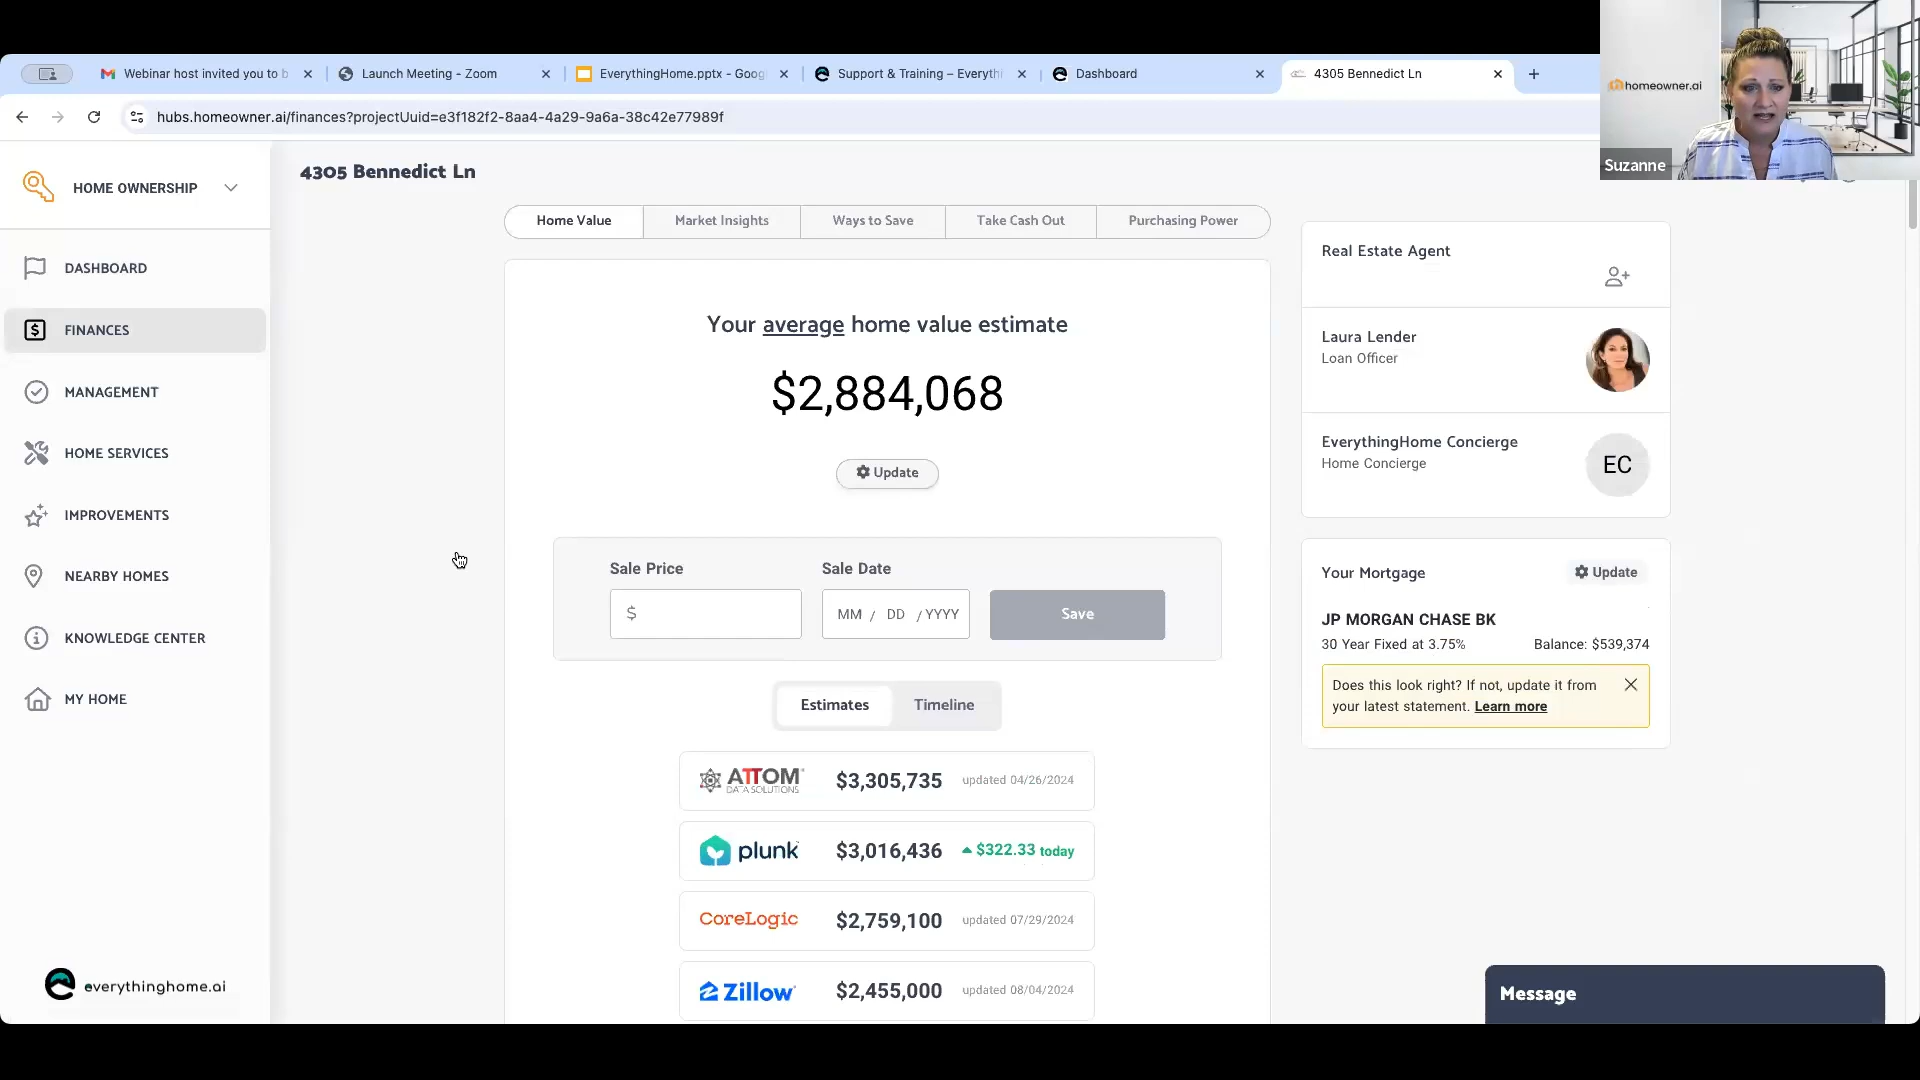 Webinar host invited you to b
Launch Meeting - Zoom
EverythingHome.pptx - Goog
Support & Training – Everythi
Dashboard
4305 Bennedict Ln
hubs.homeowner.ai/finances?projectUuid=e3f182f2-8aa4-4a29-9a6a-38c42e77989f
homeowner.ai
Suzanne
HOME OWNERSHIP
DASHBOARD
FINANCES
MANAGEMENT
HOME SERVICES
IMPROVEMENTS
NEARBY HOMES
KNOWLEDGE CENTER
MY HOME
everythinghome.ai
4305 Bennedict Ln
Home Value
Market Insights
Ways to Save
Take Cash Out
Purchasing Power
Your average home value estimate
$2,884,068
Update
Sale Price
Sale Date
$
MM / DD / YYYY
Save
Estimates
Timeline
ATTOM DATA SOLUTIONS $3,305,735 updated 04/26/2024
plunk $3,016,436 $322.33 today
CoreLogic $2,759,100 updated 07/29/2024
Zillow $2,455,000 updated 08/04/2024
Real Estate Agent
Laura Lender
Loan Officer
EverythingHome Concierge
Home Concierge
EC
Your Mortgage
Update
JP MORGAN CHASE BK
30 Year Fixed at 3.75% Balance: $539,374
Does this look right? If not, update it from
your latest statement. Learn more
Message